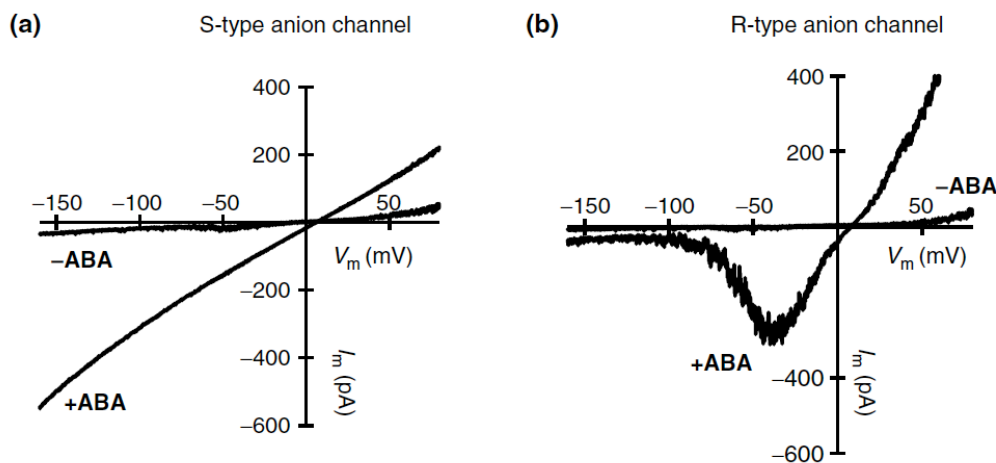 (a) S-type anion channel
400
200
−150 −100 −50 50
V_m (mV)
−ABA
−200
−400
I_m (pA)
+ABA
−600
(b) R-type anion channel
400
200
−ABA
−150 −100 −50 50
V_m (mV)
+ABA
−400
I_m (pA)
−600